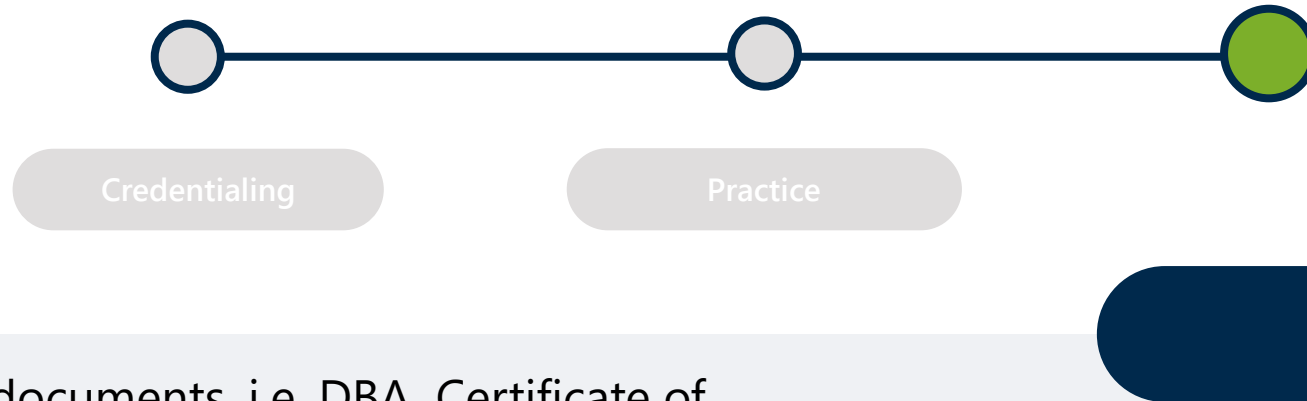 Credentialing
Practice
documents, i.e. DBA, Certificate of